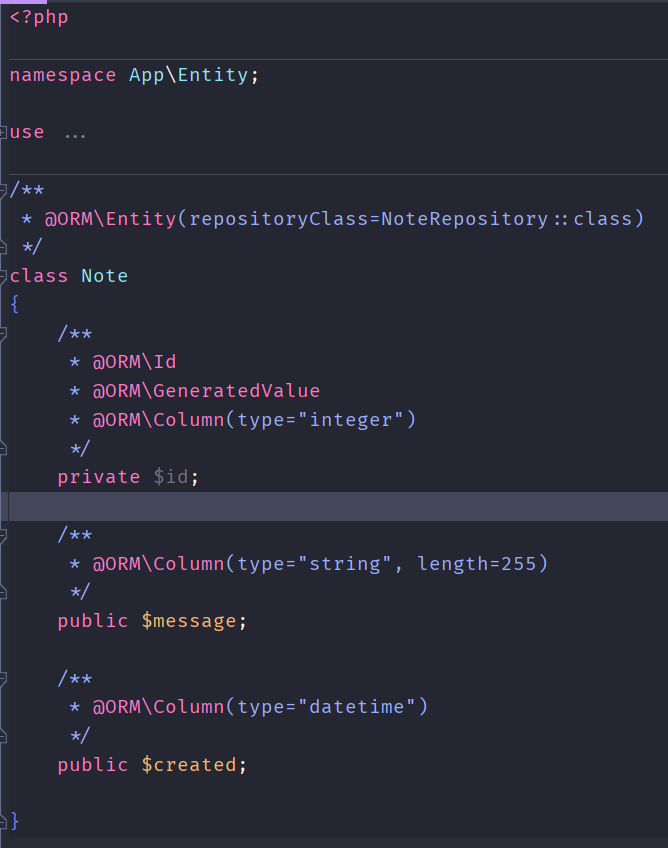 <?php
namespace App\Entity;
use ...
/**
 * @ORM\Entity(repositoryClass=NoteRepository::class)
 */
class Note
{
    /**
     * @ORM\Id
     * @ORM\GeneratedValue
     * @ORM\Column(type="integer")
     */
    private $id;
    /**
     * @ORM\Column(type="string", length=255)
     */
    public $message;
    /**
     * @ORM\Column(type="datetime")
     */
    public $created;
}